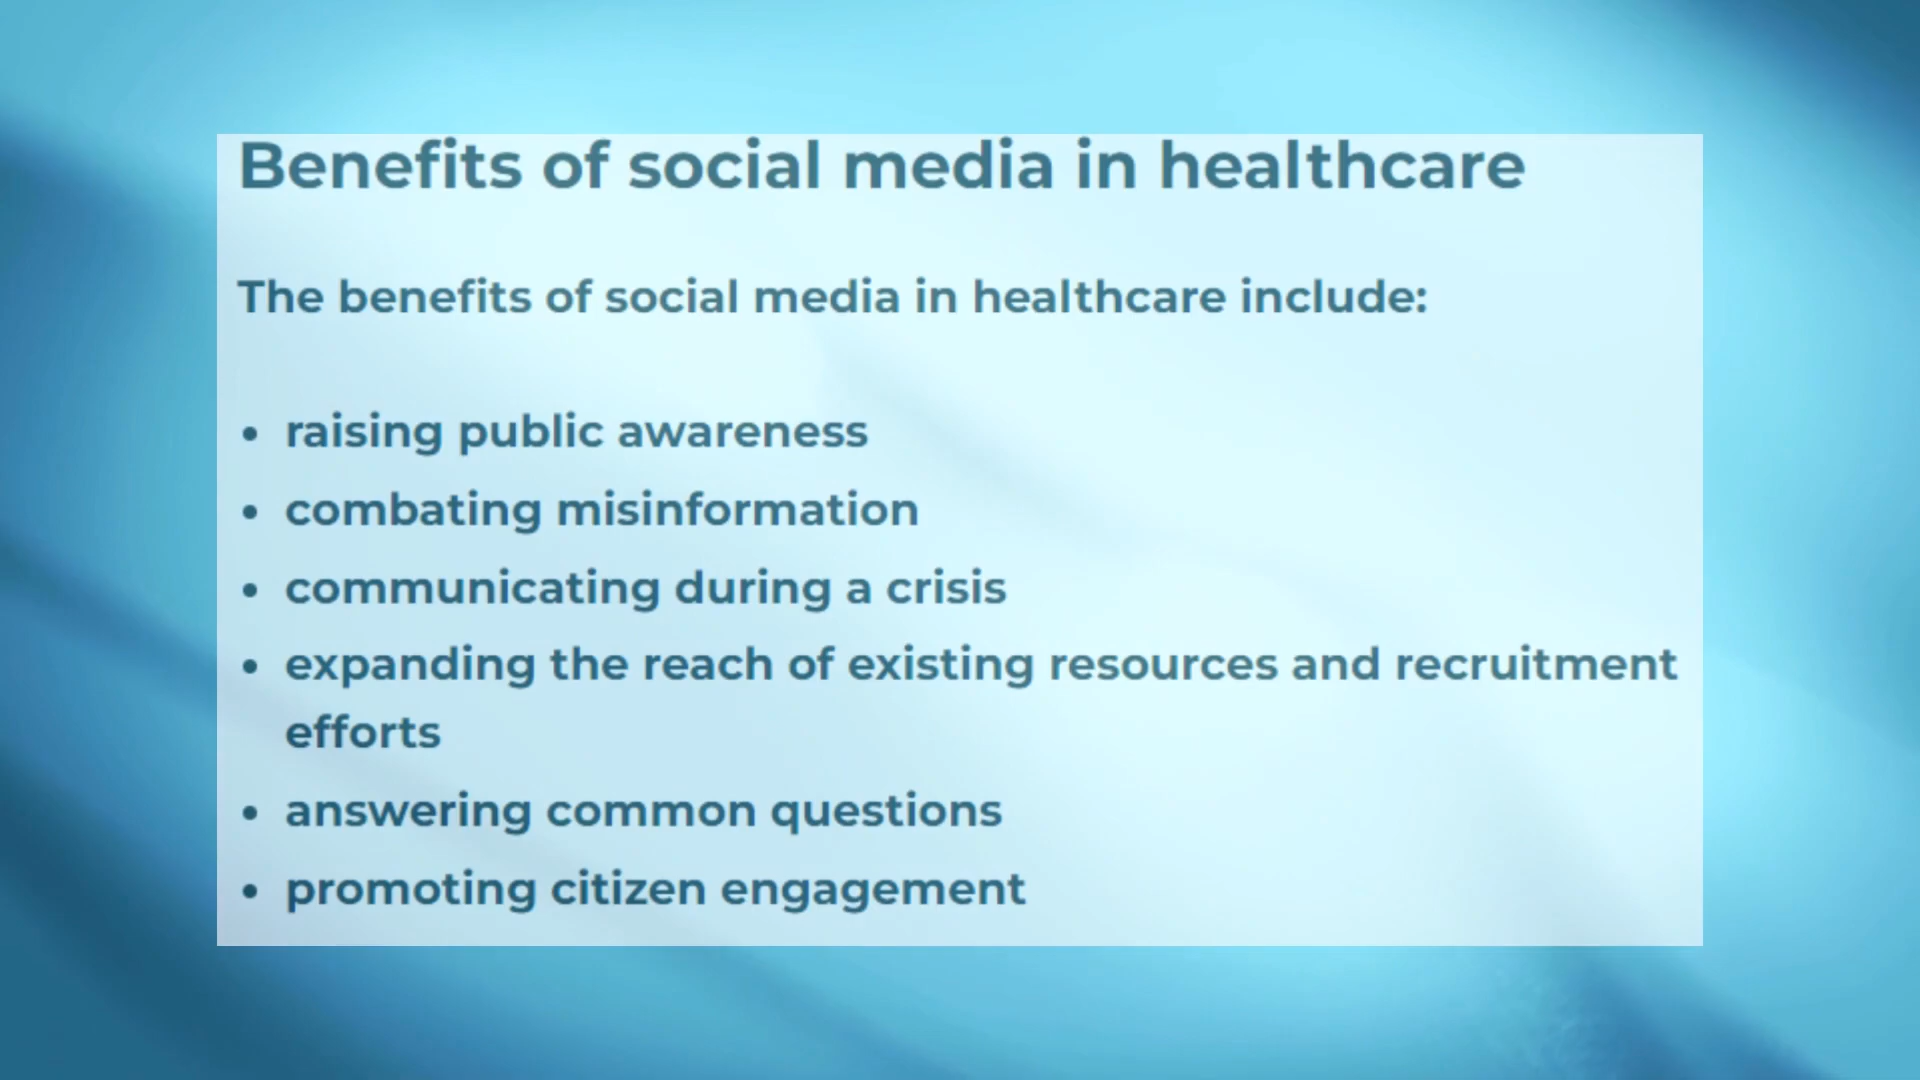 Benefits of social media in healthcare
The benefits of social media in healthcare include:
• raising public awareness
• combating misinformation
• communicating during a crisis
• expanding the reach of existing resources and recruitment
efforts
• answering common questions
• promoting citizen engagement